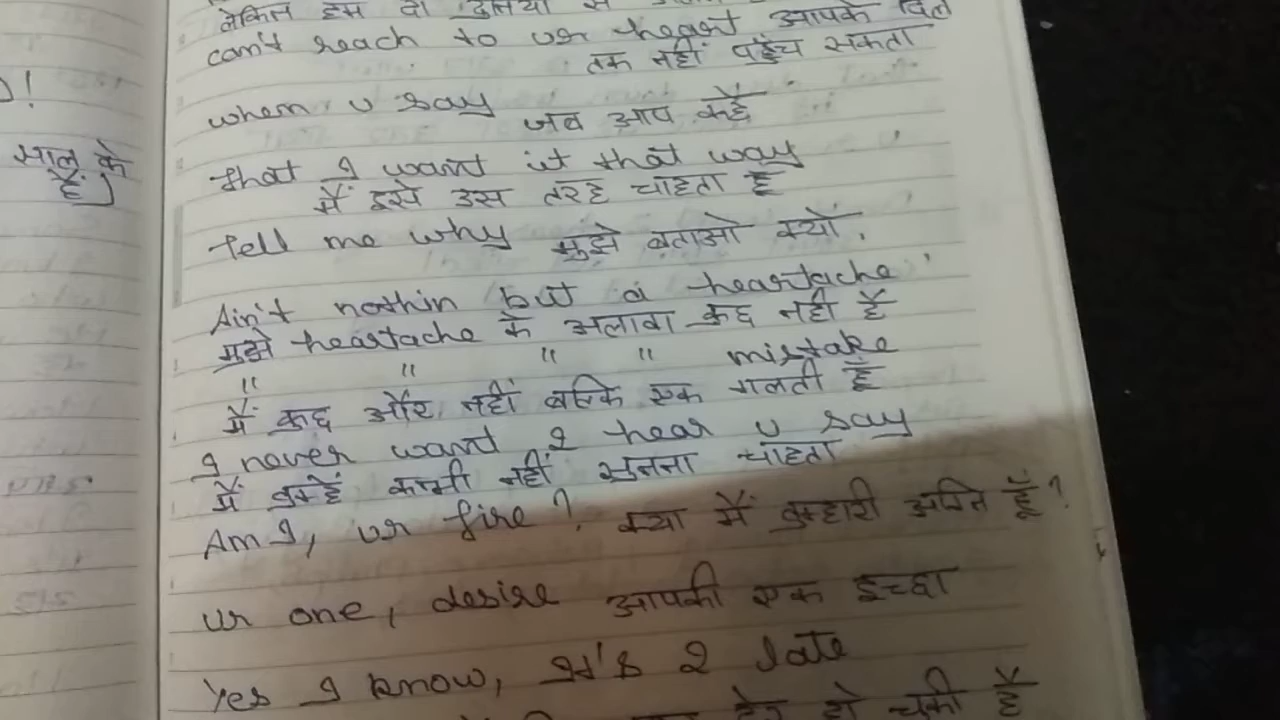 लेकिन हम दो दुनिया से
can't reach to ur heart आपके दिल
तक नहीं पहुंच सकता
)!
when u say जब आप कहें
साल के
हैं)
that I want it that way
मैं इसे उस तरह चाहता हूँ
Tell me why मुझे बताओ क्यों.
Ain't nothin but a heartache
मुझे heartache के अलावा कुछ नहीं है
" " " " mistake
मैं कुछ और नहीं बल्कि एक गलती हूँ
I never want 2 hear u say
मैं तुम्हें कभी नहीं सुनना चाहता
Am I, ur fire? क्या मैं तुम्हारी अग्नि हूँ?
ur one, desire आपकी एक इच्छा
Yes I know, It's 2 late
देर हो चुकी है